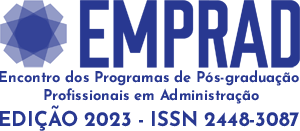 EMPRAD
Encontro dos Programas de Pós-graduação
Profissionais em Administração
EDIÇÃO 2023 - ISSN 2448-3087